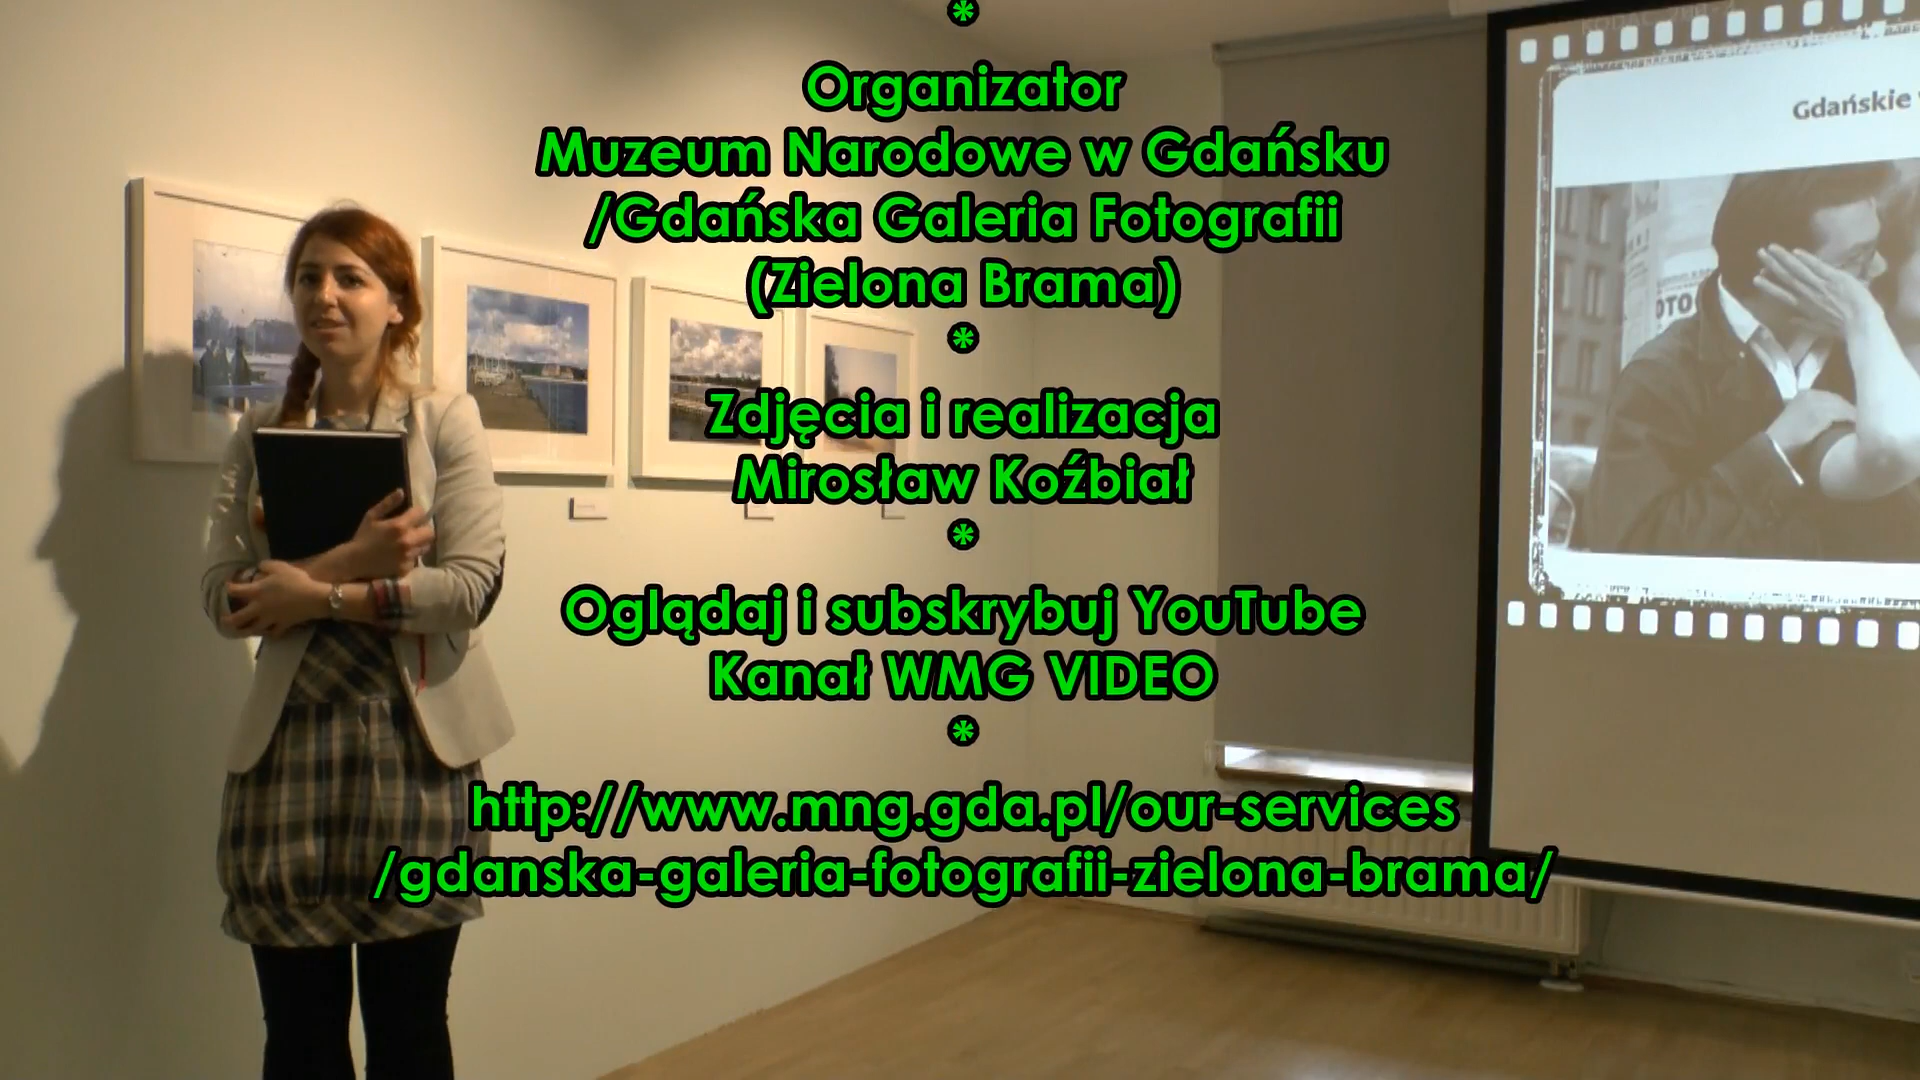 *
Organizator
Muzeum Narodowe w Gdańsku
/Gdańska Galeria Fotografii
(Zielona Brama)
*
Zdjęcia i realizacja
Mirosław Koźbiał
*
Oglądaj i subskrybuj YouTube
Kanał WMG VIDEO
*
http://www.mng.gda.pl/our-services
/gdanska-galeria-fotografii-zielona-brama/
Gdańskie